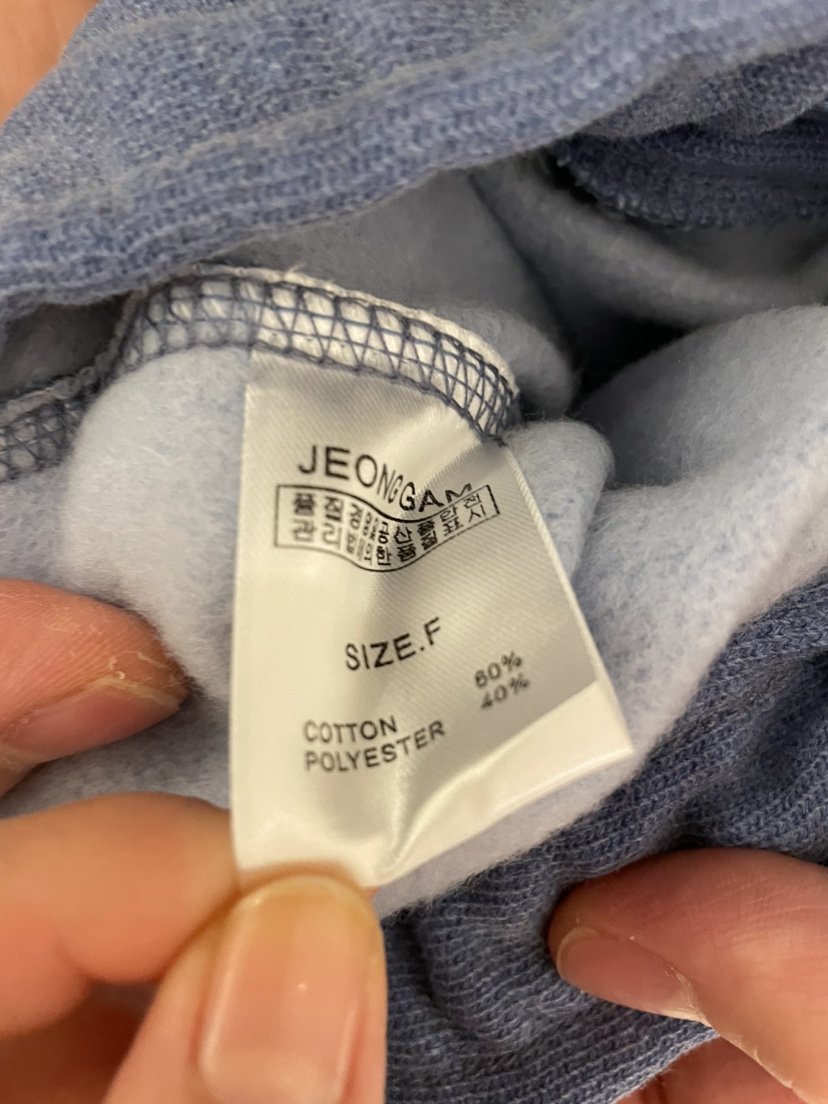 JEONGGAM
품질경영 및 공산품안전
관리법에 의한 품질표시
SIZE.F
COTTON 60%
POLYESTER 40%